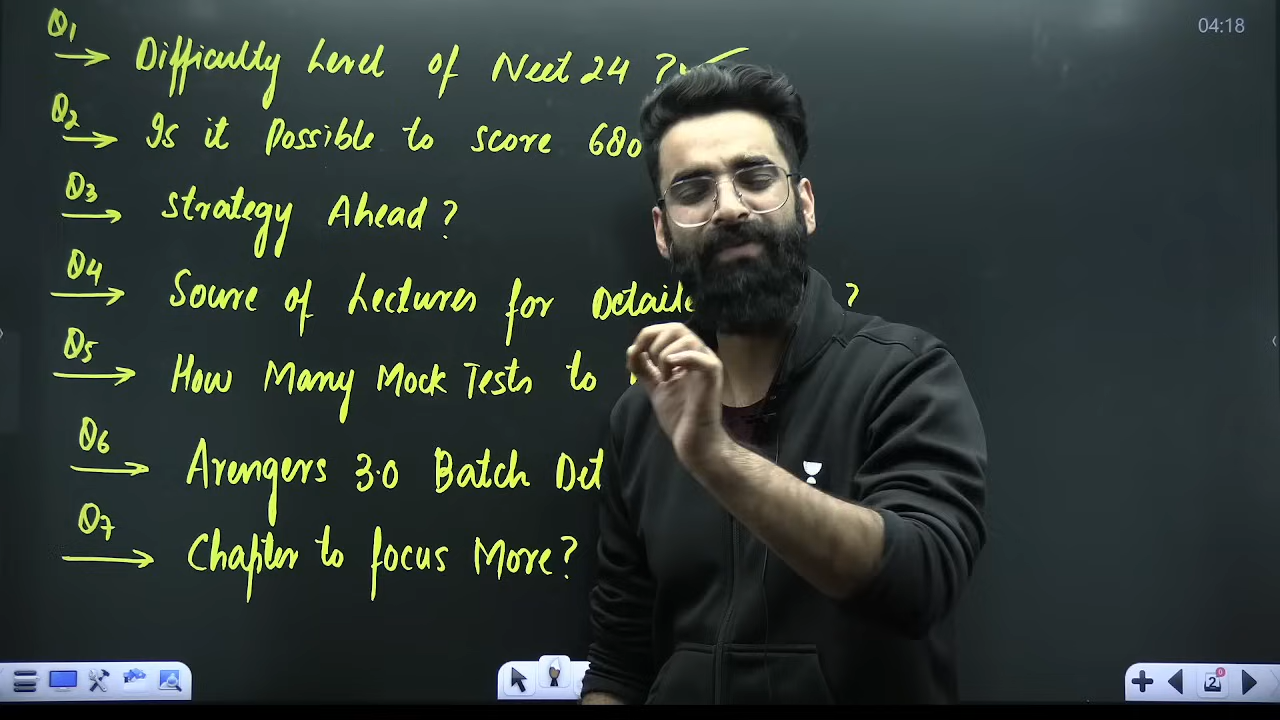 04:18
Q1 → Difficulty Level of Neet 24 ? ✓
Q2 → Is it Possible to score 680
Q3 → Strategy Ahead ?
Q4 → Soure of Lectures for Detaile ?
Q5 → How Many Mock Tests to
Q6 → Avengers 3.0 Batch Det
Q7 → Chapter to focus More?
2